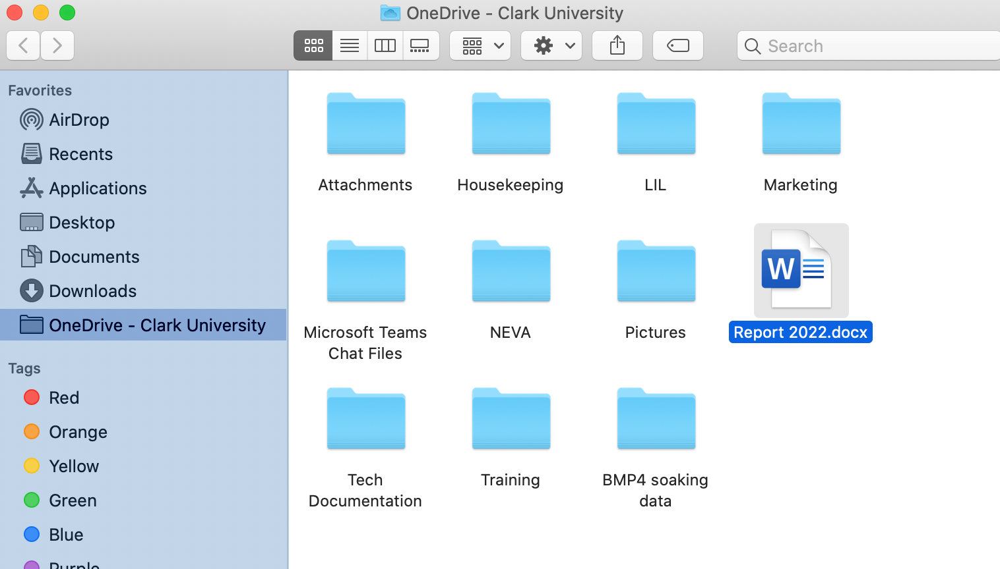 OneDrive - Clark University
Search
Favorites
AirDrop
Recents
Applications
Desktop
Documents
Downloads
OneDrive - Clark University
Tags
Red
Orange
Yellow
Green
Blue
Purple
Attachments
Housekeeping
LIL
Marketing
Microsoft Teams
Chat Files
NEVA
Pictures
W
Report 2022.docx
Tech
Documentation
Training
BMP4 soaking
data